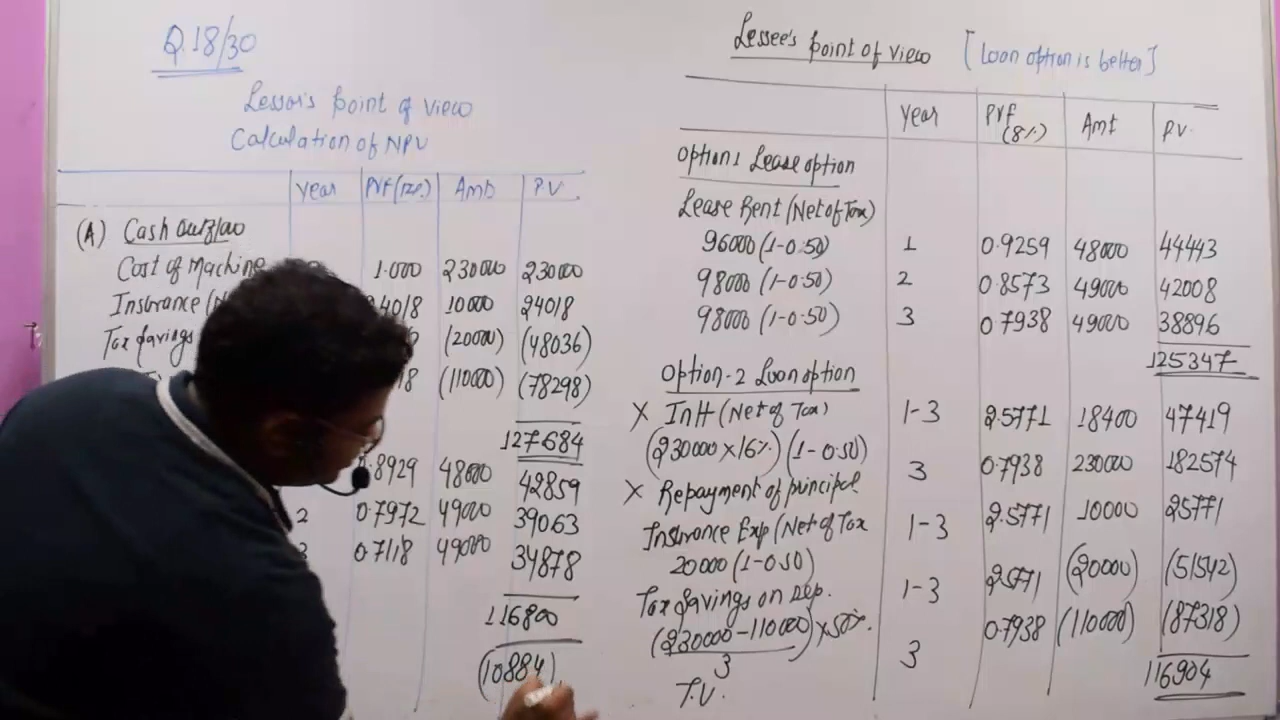 Q.18/30
Lessor's Point of View
Calculation of NPV
Year PVF(12%) Amt P.V
(A) Cash outflow
Cost of Machine 1.000 230000 230000
Insurance 2.4018 10000 24018
Tax Savings (20000) (48036)
(110000) (78298)
127684
0.8929 48000 42859
2 0.7972 49000 39063
3 0.7118 49000 34878
116800
(10884)
Lessee's point of view [Loan option is better]
Year PVF (8%) Amt P.V.
Option 1 Lease option
Lease Rent (Net of Tax)
96000 (1-0.50) 1 0.9259 48000 44443
98000 (1-0.50) 2 0.8573 49000 42008
98000 (1-0.50) 3 0.7938 49000 38896
125347
Option-2 Loan option
X Intt (Net of Tax) 1-3 2.5771 18400 47419
(230000×16%) (1-0.50)
X Repayment of principal 3 0.7938 230000 182574
Insurance Exp (Net of Tax 1-3 2.5771 10000 25771
20000 (1-0.50)
Tax Savings on Dep. 1-3 2.5771 (20000) (51542)
(230000-110000) × 50%.
3
T.V. 3 0.7938 (110000) (87318)
116904